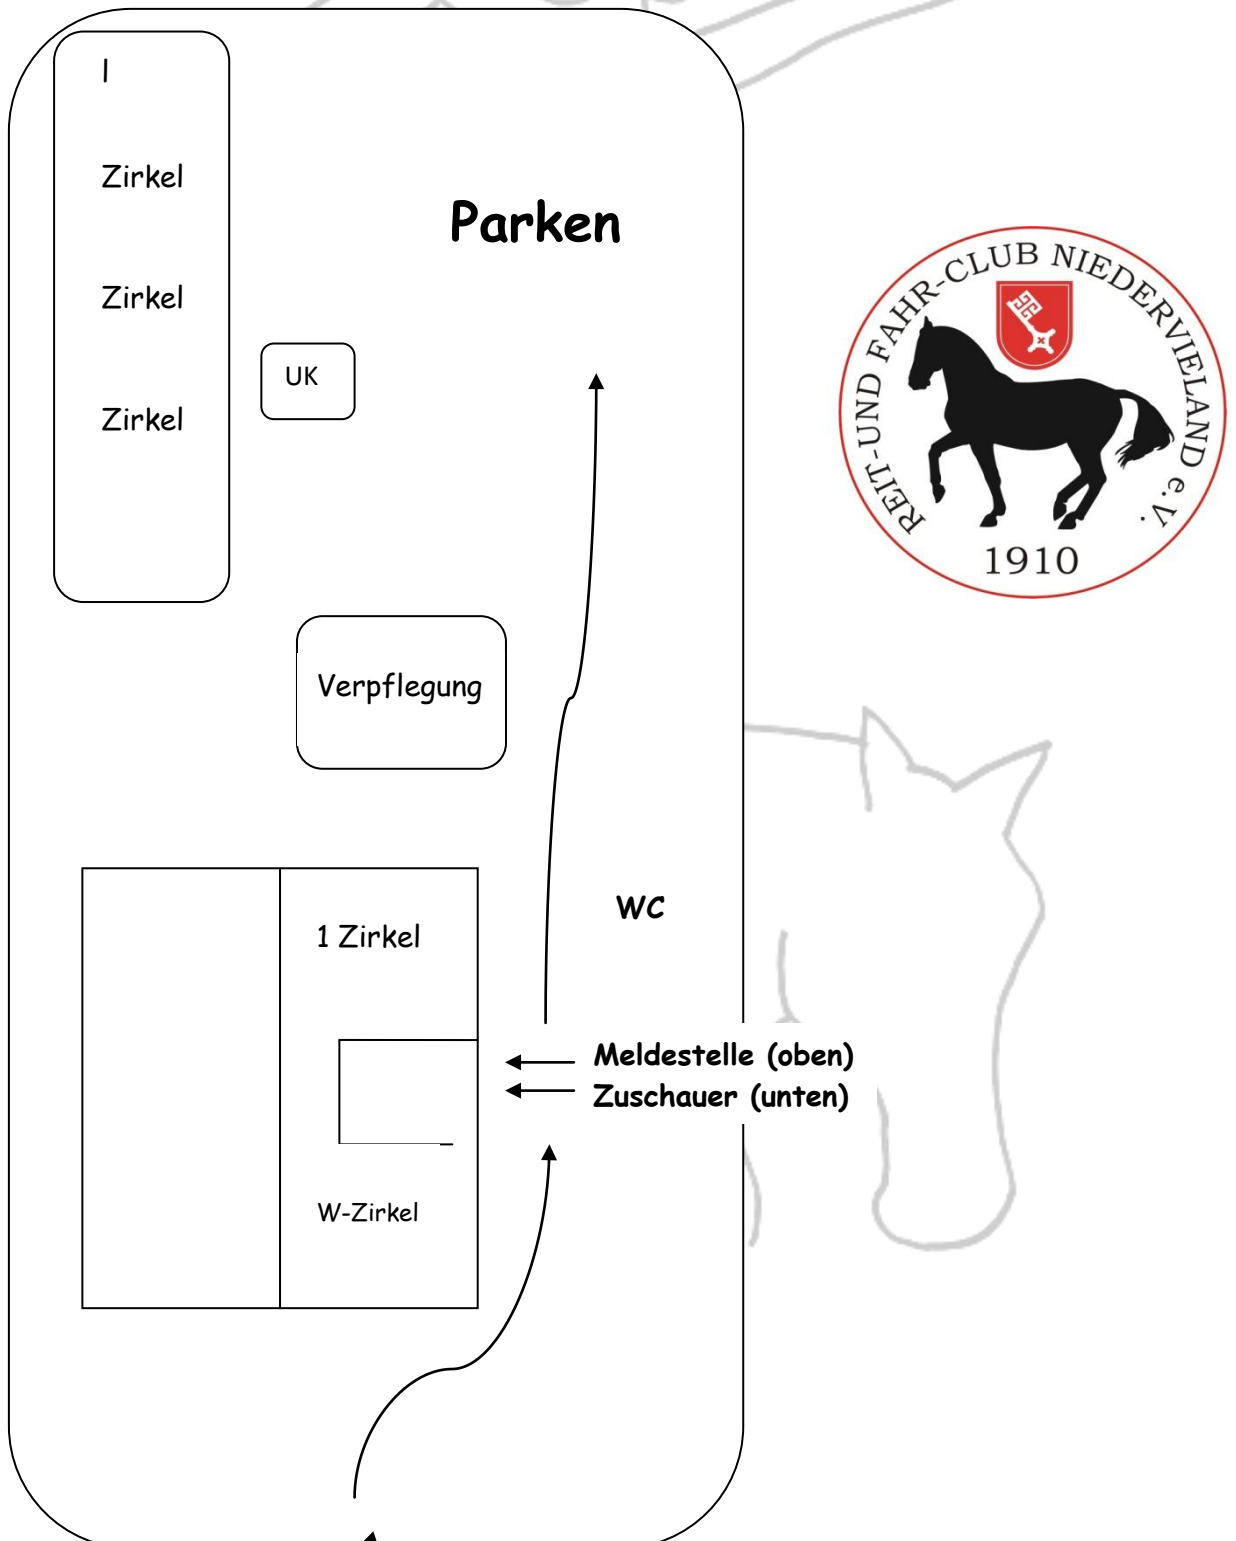 I
Zirkel
Parken
Zirkel
UK
Zirkel
REIT-UND FAHR-CLUB NIEDERVIELAND e.V.
1910
Verpflegung
WC
1 Zirkel
Meldestelle (oben)
Zuschauer (unten)
W-Zirkel